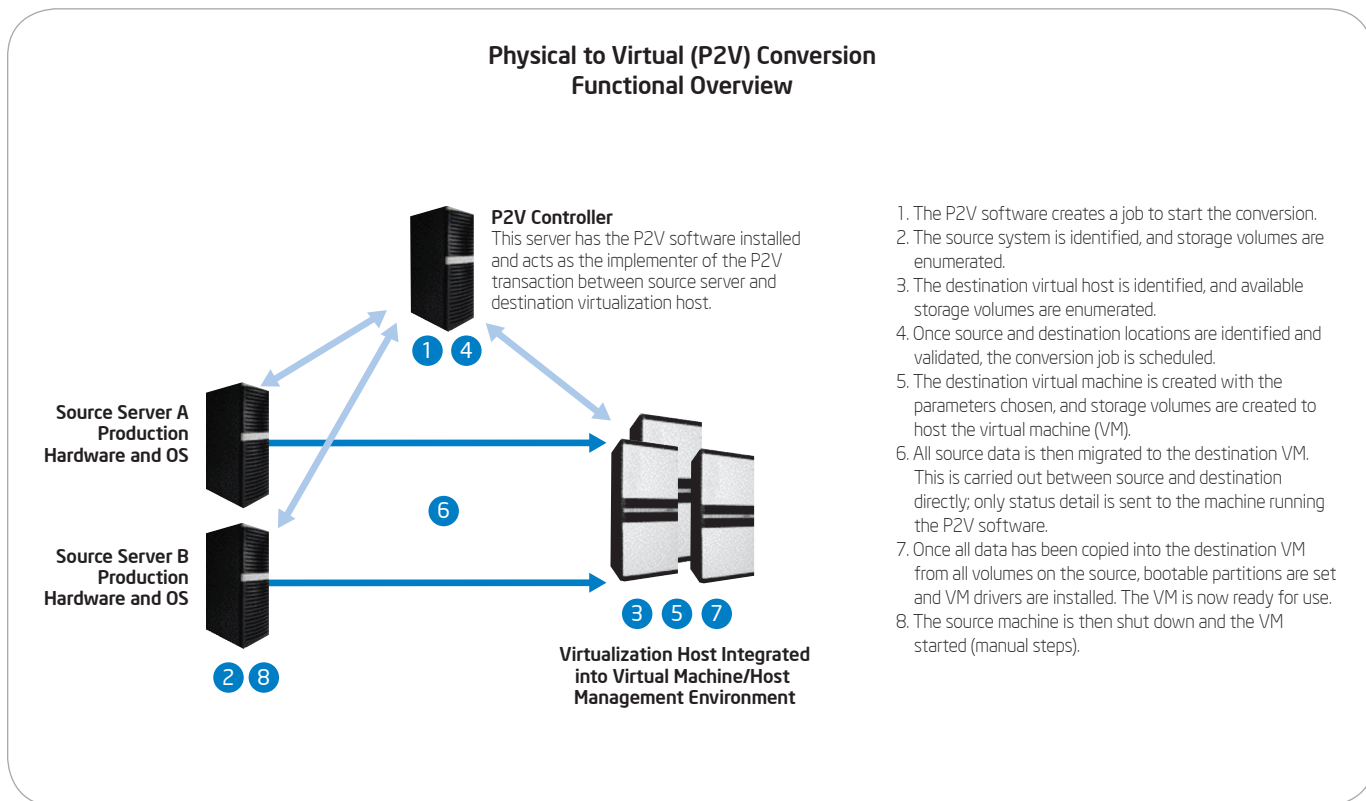 Physical to Virtual (P2V) Conversion
Functional Overview
P2V Controller
This server has the P2V software installed
and acts as the implementer of the P2V
transaction between source server and
destination virtualization host.
1 4
Source Server A
Production
Hardware and OS
6
Source Server B
Production
Hardware and OS
2 8
3 5 7
Virtualization Host Integrated
into Virtual Machine/Host
Management Environment
1. The P2V software creates a job to start the conversion.
2. The source system is identified, and storage volumes are
enumerated.
3. The destination virtual host is identified, and available
storage volumes are enumerated.
4. Once source and destination locations are identified and
validated, the conversion job is scheduled.
5. The destination virtual machine is created with the
parameters chosen, and storage volumes are created to
host the virtual machine (VM).
6. All source data is then migrated to the destination VM.
This is carried out between source and destination
directly; only status detail is sent to the machine running
the P2V software.
7. Once all data has been copied into the destination VM
from all volumes on the source, bootable partitions are set
and VM drivers are installed. The VM is now ready for use.
8. The source machine is then shut down and the VM
started (manual steps).